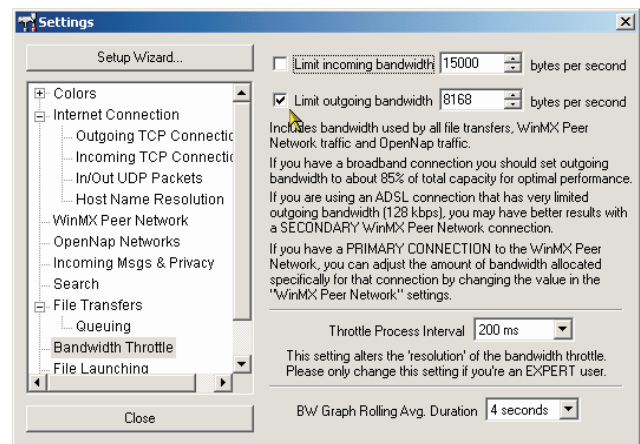 Settings
Setup Wizard...
Colors
Internet Connection
Outgoing TCP Connectic
Incoming TCP Connectic
In/Out UDP Packets
Host Name Resolution
WinMX Peer Network
OpenNap Networks
Incoming Msgs & Privacy
Search
File Transfers
Queuing
Bandwidth Throttle
File Launching
Close
Limit incoming bandwidth 15000 bytes per second
Limit outgoing bandwidth 8168 bytes per second
Includes bandwidth used by all file transfers, WinMX Peer
Network traffic and OpenNap traffic.
If you have a broadband connection you should set outgoing
bandwidth to about 85% of total capacity for optimal performance.
If you are using an ADSL connection that has very limited
outgoing bandwidth (128 kbps), you may have better results with
a SECONDARY WinMX Peer Network connection.
If you have a PRIMARY CONNECTION to the WinMX Peer
Network, you can adjust the amount of bandwidth allocated
specifically for that connection by changing the value in the
"WinMX Peer Network" settings.
Throttle Process Interval 200 ms
This setting alters the 'resolution' of the bandwidth throttle.
Please only change this setting if you're an EXPERT user.
BW Graph Rolling Avg. Duration 4 seconds